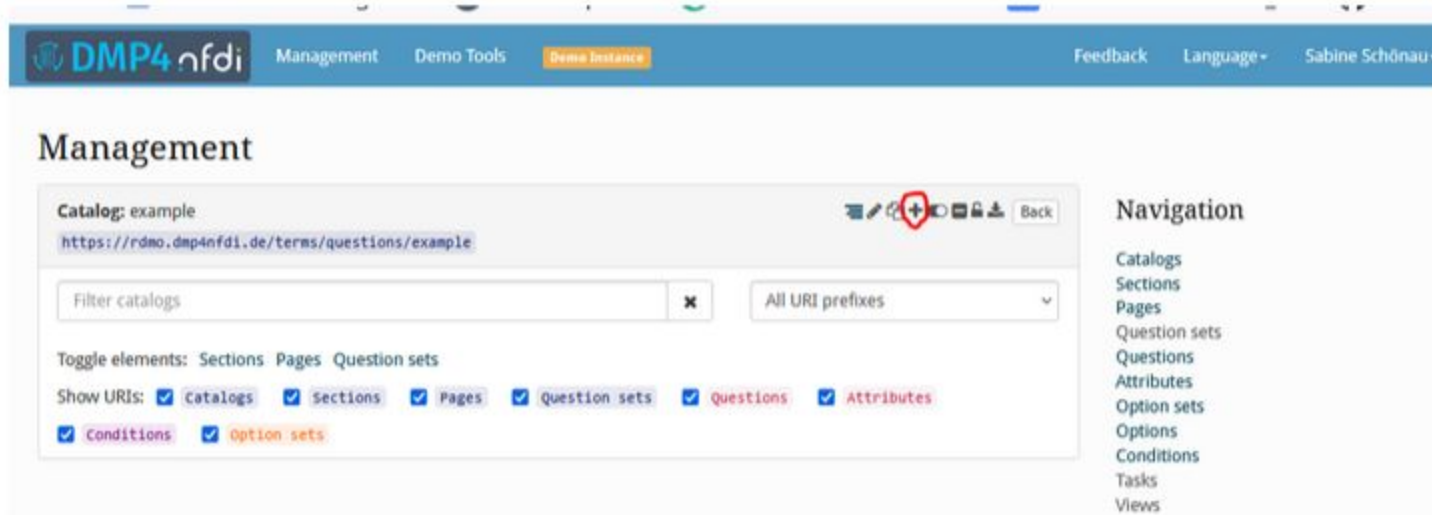 DMP4 nfdi Management Demo Tools Demo Instance Feedback Language Sabine Schönau
Management
Catalog: example Back
https://rdmo.dmp4nfdi.de/terms/questions/example
Filter catalogs All URI prefixes
Toggle elements: Sections Pages Question sets
Show URIs: Catalogs Sections Pages Question sets Questions Attributes
Conditions Option sets
Navigation
Catalogs
Sections
Pages
Question sets
Questions
Attributes
Option sets
Options
Conditions
Tasks
Views